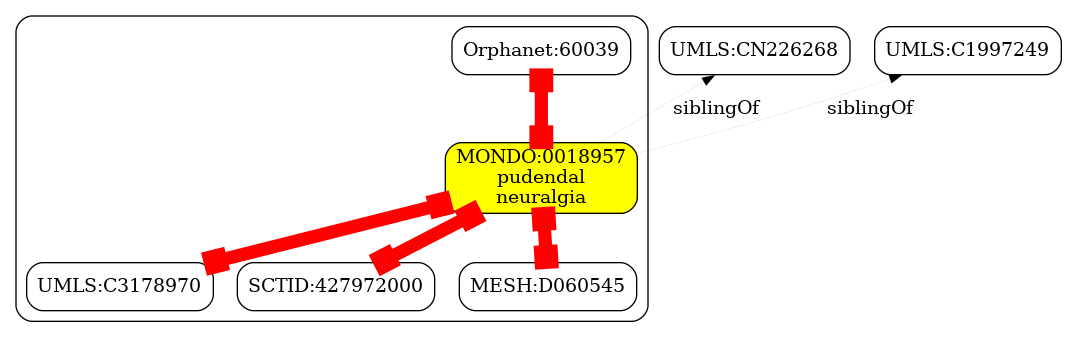 Orphanet:60039
UMLS:CN226268
UMLS:C1997249
siblingOf
siblingOf
MONDO:0018957
pudendal
neuralgia
UMLS:C3178970
SCTID:427972000
MESH:D060545